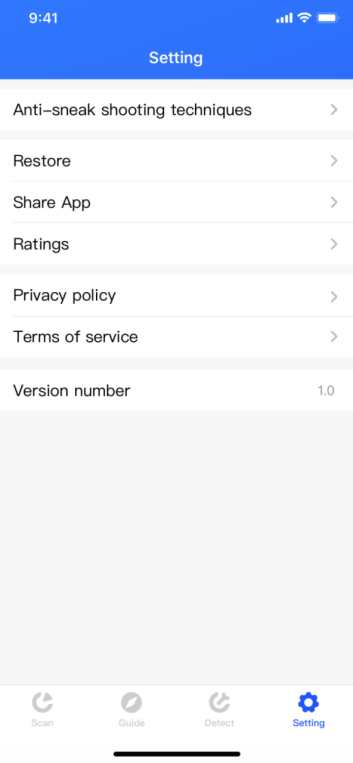 9:41
Setting
Anti-sneak shooting techniques
Restore
Share App
Ratings
Privacy policy
Terms of service
Version number 1.0
Scan Guide Detect Setting